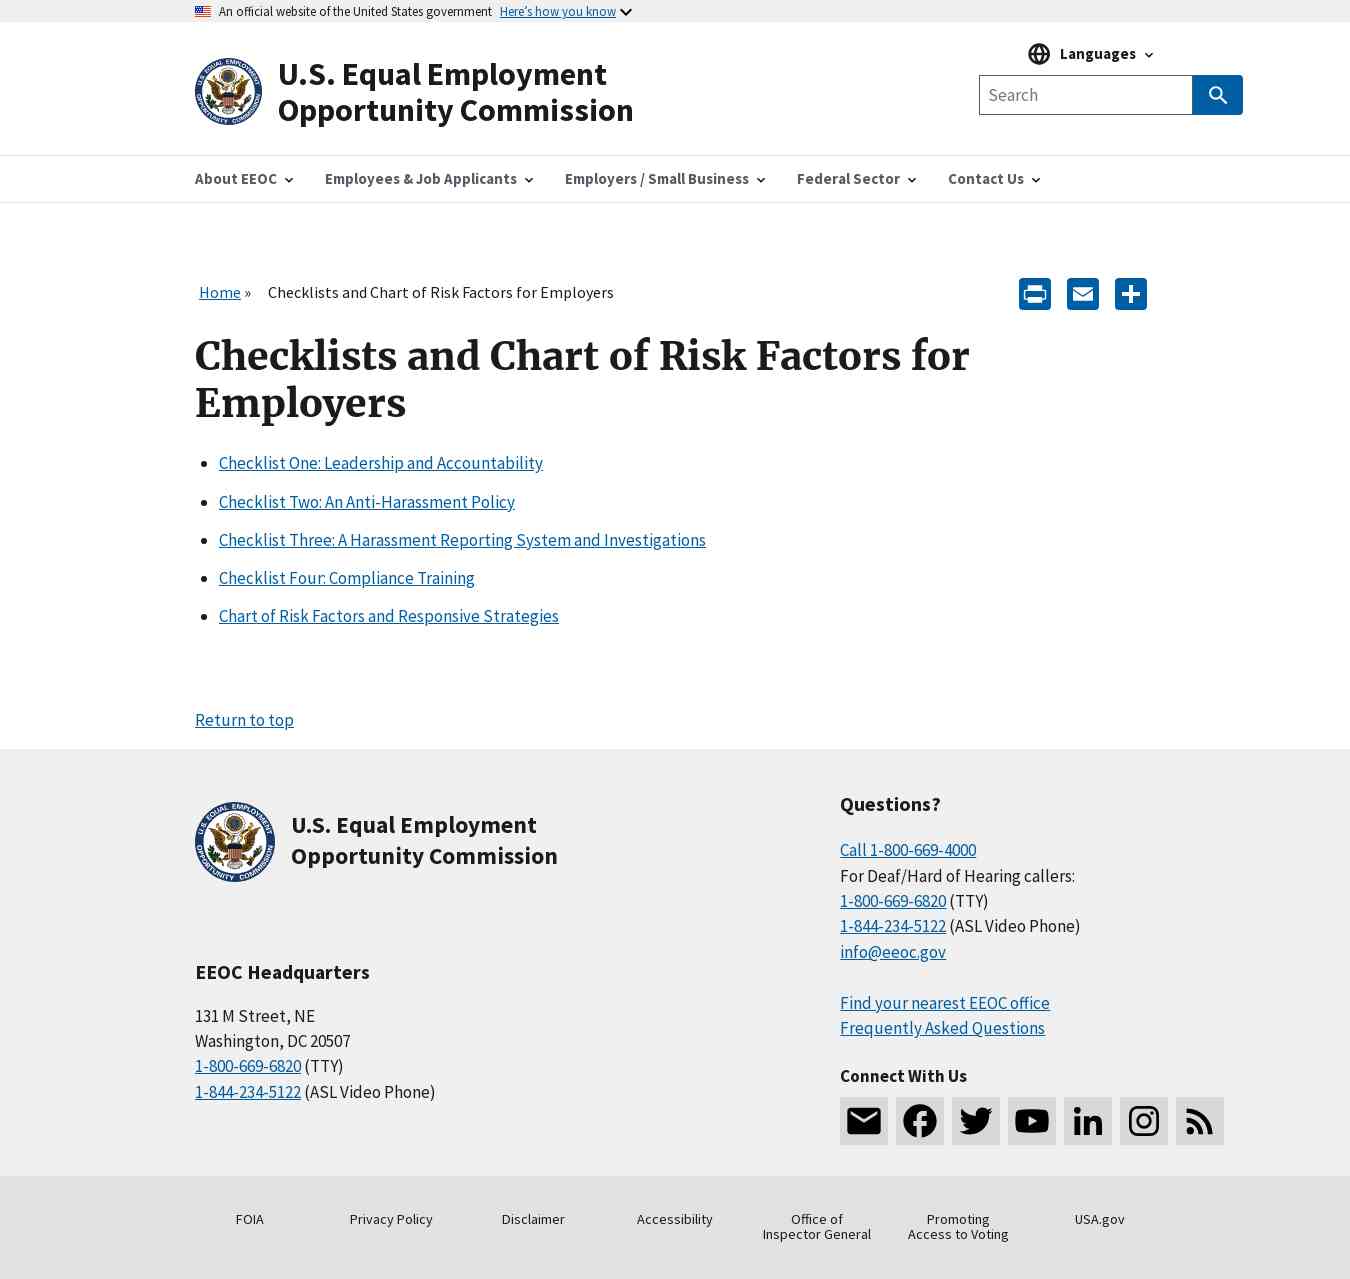 An official website of the United States government Here’s how you know
U.S. Equal Employment
Opportunity Commission
Languages
Search
About EEOC
Employees & Job Applicants
Employers / Small Business
Federal Sector
Contact Us
Home » Checklists and Chart of Risk Factors for Employers
Checklists and Chart of Risk Factors for
Employers
Checklist One: Leadership and Accountability
Checklist Two: An Anti-Harassment Policy
Checklist Three: A Harassment Reporting System and Investigations
Checklist Four: Compliance Training
Chart of Risk Factors and Responsive Strategies
Return to top
U.S. Equal Employment
Opportunity Commission
EEOC Headquarters
131 M Street, NE
Washington, DC 20507
1-800-669-6820 (TTY)
1-844-234-5122 (ASL Video Phone)
Questions?
Call 1-800-669-4000
For Deaf/Hard of Hearing callers:
1-800-669-6820 (TTY)
1-844-234-5122 (ASL Video Phone)
info@eeoc.gov
Find your nearest EEOC office
Frequently Asked Questions
Connect With Us
FOIA
Privacy Policy
Disclaimer
Accessibility
Office of
Inspector General
Promoting
Access to Voting
USA.gov